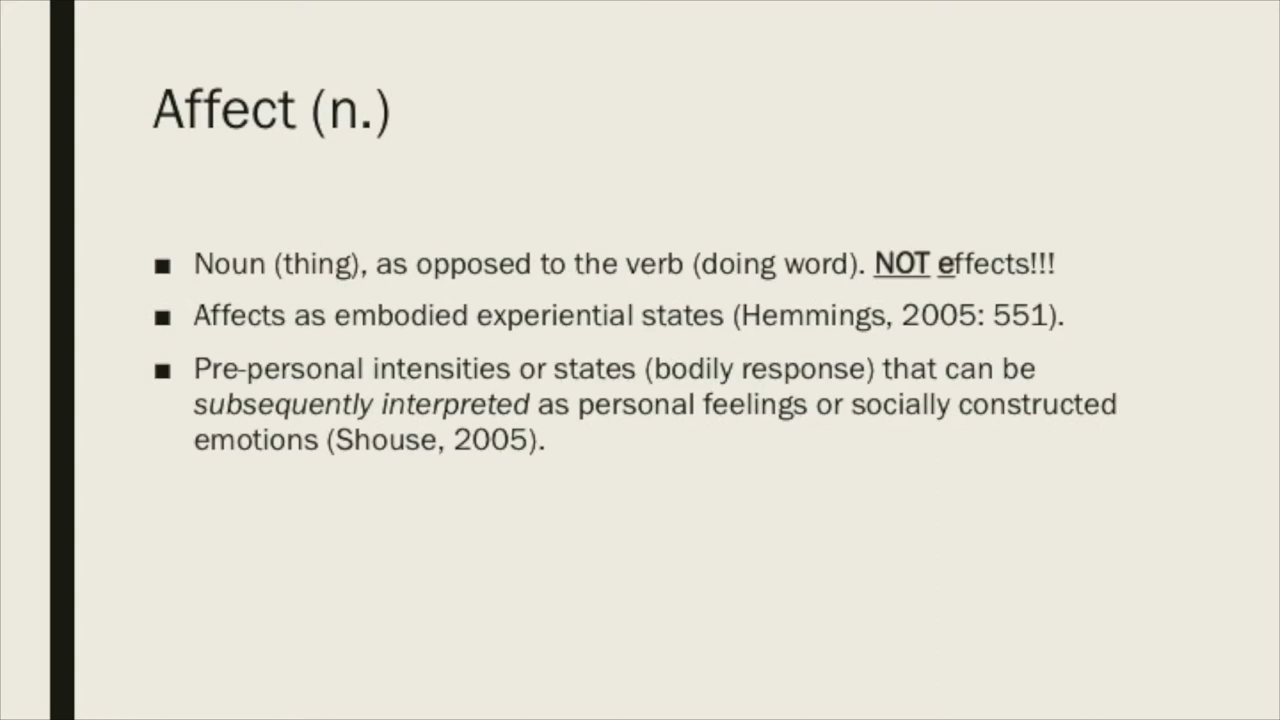 Affect (n.)
■ Noun (thing), as opposed to the verb (doing word). NOT effects!!!
■ Affects as embodied experiential states (Hemmings, 2005: 551).
■ Pre-personal intensities or states (bodily response) that can be
subsequently interpreted as personal feelings or socially constructed
emotions (Shouse, 2005).